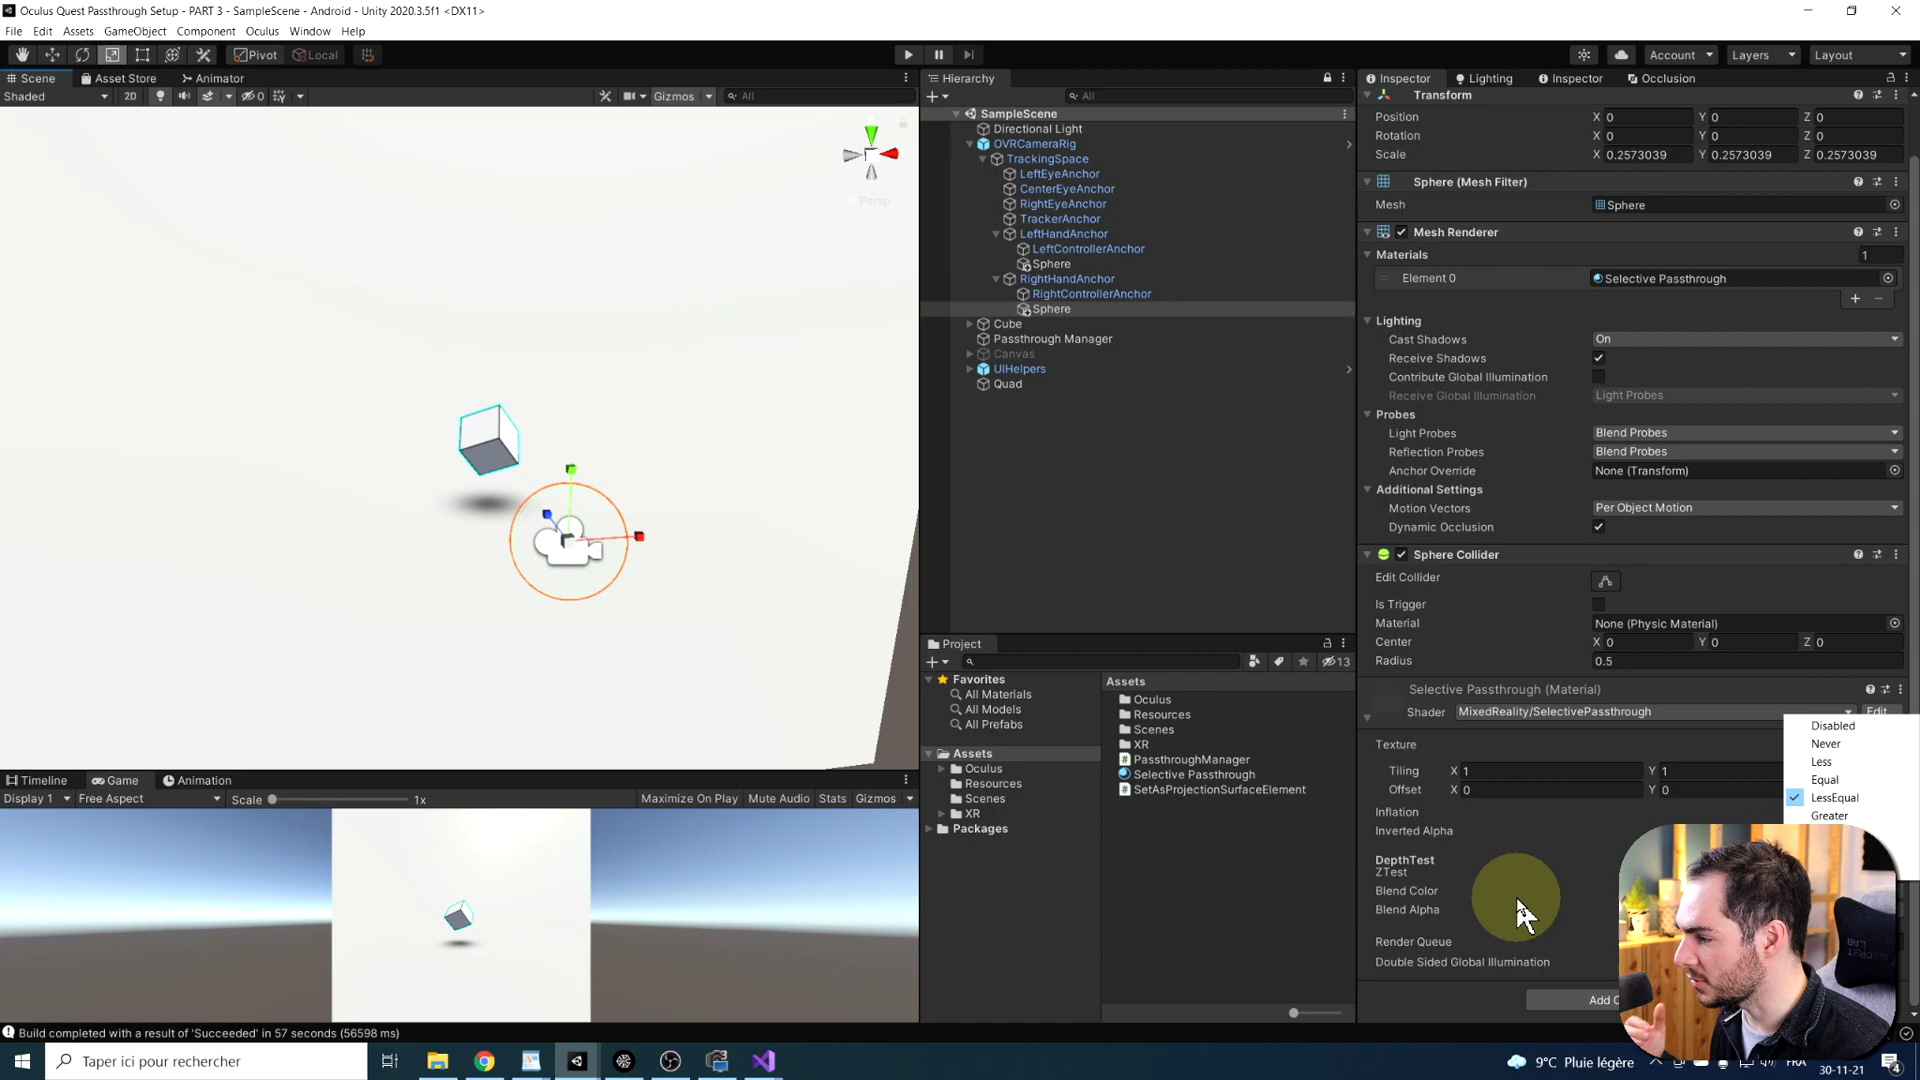 Oculus Quest Passthrough Setup - PART 3 - SampleScene - Android - Unity 2020.3.5f1 <DX11>
File Edit Assets GameObject Component Oculus Window Help
Pivot Local Account Layers Layout
Scene Asset Store Animator
Shaded 2D 0 Gizmos All
Persp
Hierarchy
All
SampleScene
Directional Light
OVRCameraRig
TrackingSpace
LeftEyeAnchor
CenterEyeAnchor
RightEyeAnchor
TrackerAnchor
LeftHandAnchor
LeftControllerAnchor
Sphere
RightHandAnchor
RightControllerAnchor
Sphere
Cube
Passthrough Manager
Canvas
UIHelpers
Quad
Inspector Lighting Inspector Occlusion
Transform
Position X 0 Y 0 Z 0
Rotation X 0 Y 0 Z 0
Scale X 0.2573039 Y 0.2573039 Z 0.2573039
Sphere (Mesh Filter)
Mesh Sphere
Mesh Renderer
Materials 1
Element 0 Selective Passthrough
Lighting
Cast Shadows On
Receive Shadows
Contribute Global Illumination
Receive Global Illumination Light Probes
Probes
Light Probes Blend Probes
Reflection Probes Blend Probes
Anchor Override None (Transform)
Additional Settings
Motion Vectors Per Object Motion
Dynamic Occlusion
Sphere Collider
Edit Collider
Is Trigger
Material None (Physic Material)
Center X 0 Y 0 Z 0
Radius 0.5
Selective Passthrough (Material)
Shader MixedReality/SelectivePassthrough Edit
Texture
Tiling X 1 Y 1
Offset X 0 Y 0
Inflation
Inverted Alpha
DepthTest
ZTest
Blend Color
Blend Alpha
Render Queue
Double Sided Global Illumination
Add
Disabled
Never
Less
Equal
LessEqual
Greater
Project
13
Favorites
All Materials
All Models
All Prefabs
Assets
Oculus
Resources
Scenes
XR
Packages
Assets
Oculus
Resources
Scenes
XR
PassthroughManager
Selective Passthrough
SetAsProjectionSurfaceElement
Timeline Game Animation
Display 1 Free Aspect Scale 1x Maximize On Play Mute Audio Stats Gizmos
Build completed with a result of 'Succeeded' in 57 seconds (56598 ms)
Taper ici pour rechercher
9°C Pluie légère FRA
30-11-21
4